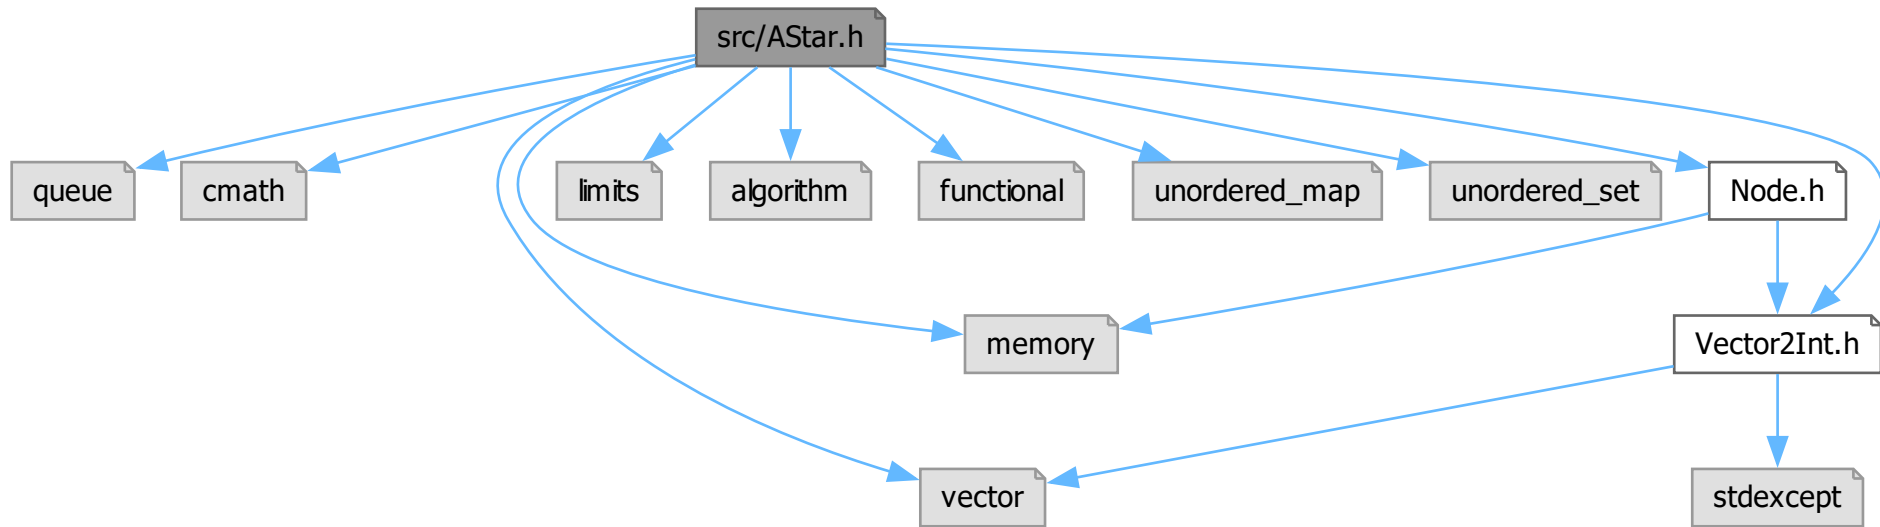 src/AStar.h
queue
cmath
limits
algorithm
functional
unordered_map
unordered_set
Node.h
memory
Vector2Int.h
vector
stdexcept